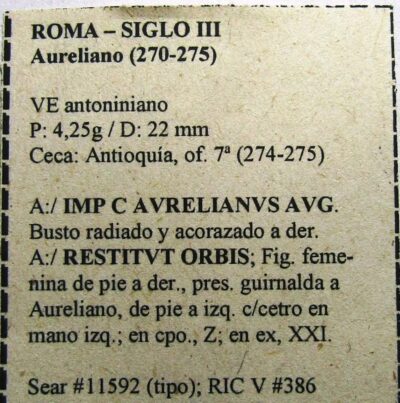 ROMA – SIGLO III
Aureliano (270-275)
VE antoniniano
P: 4,25g / D: 22 mm
Ceca: Antioquía, of. 7ª (274-275)
A:/ IMP C AVRELIANVS AVG.
Busto radiado y acorazado a der.
A:/ RESTITVT ORBIS; Fig. feme-
nina de pie a der., pres. guirnalda a
Aureliano, de pie a izq. c/cetro en
mano izq.; en cpo., Z; en ex, XXI.
Sear #11592 (tipo); RIC V #386